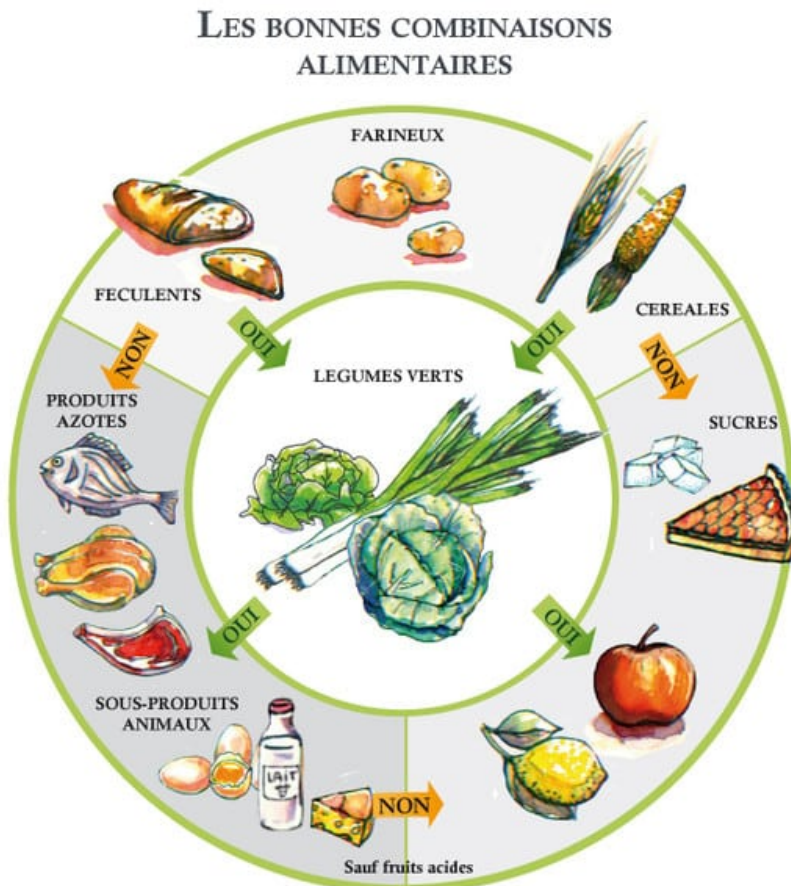 LES BONNES COMBINAISONS
ALIMENTAIRES
FARINEUX
FECULENTS
CEREALES
NON
OUI
OUI
NON
LEGUMES VERTS
PRODUITS
AZOTES
SUCRES
OUI
OUI
SOUS-PRODUITS
ANIMAUX
LAIT
NON
Sauf fruits acides